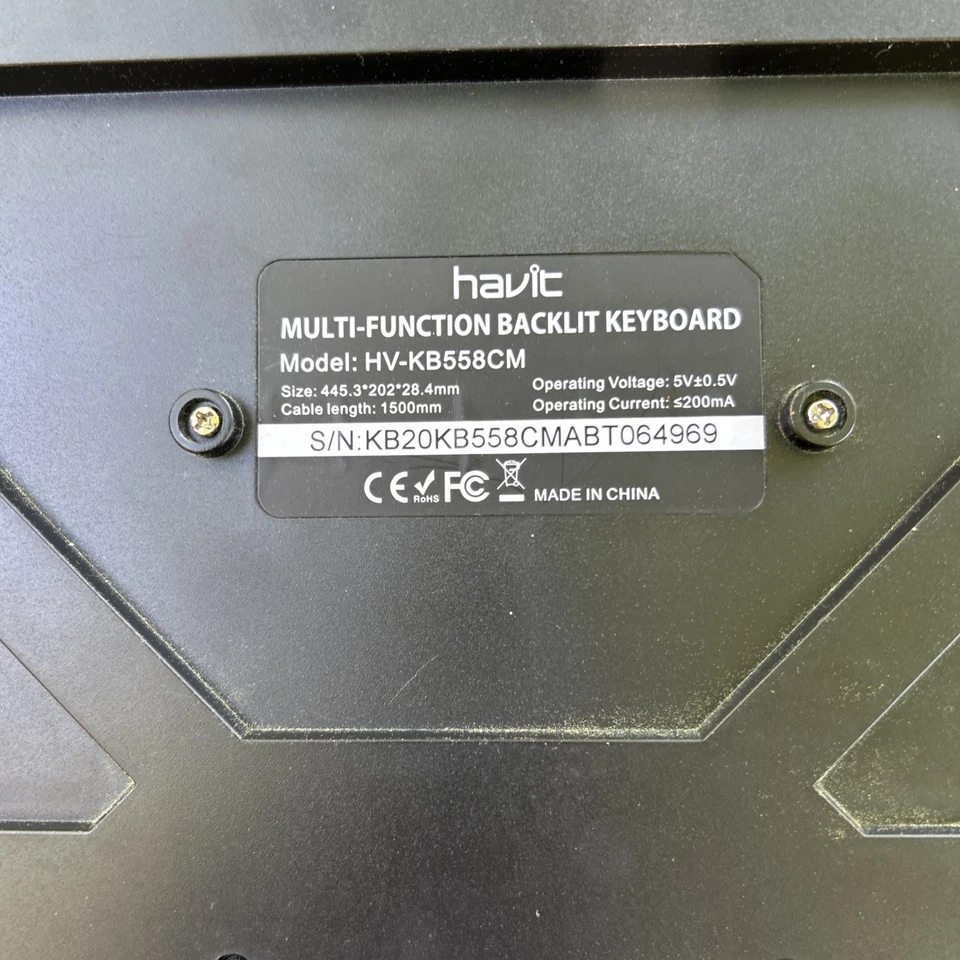 havit
MULTI-FUNCTION BACKLIT KEYBOARD
Model: HV-KB558CM
Size: 445.3*202*28.4mm
Cable length: 1500mm
Operating Voltage: 5V±0.5V
Operating Current: ≤200mA
S/N:KB20KB558CMABT064969
CE RoHS FC MADE IN CHINA